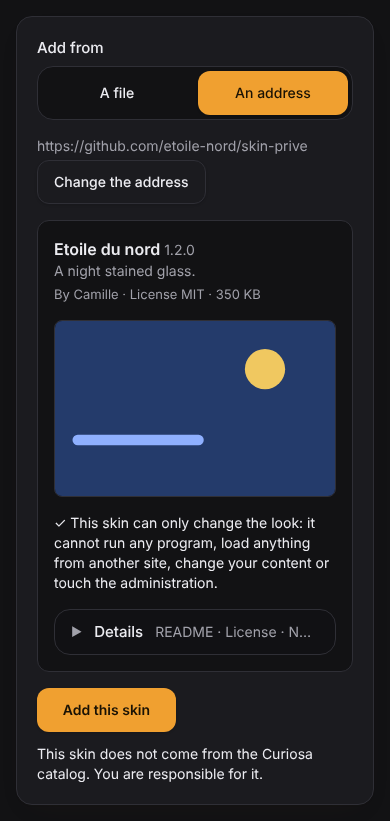 Add from
A file
An address
https://github.com/etoile-nord/skin-prive
Change the address
Etoile du nord 1.2.0
A night stained glass.
By Camille · License MIT · 350 KB
✓ This skin can only change the look: it
cannot run any program, load anything
from another site, change your content or
touch the administration.
▶ Details README · License · N...
Add this skin
This skin does not come from the Curiosa
catalog. You are responsible for it.